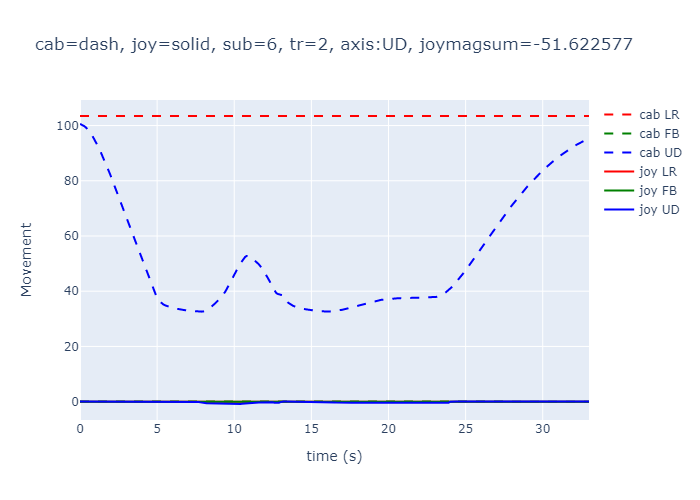 cab=dash, joy=solid, sub=6, tr=2, axis:UD, joymagsum=-51.622577
Movement
100
80
60
40
20
0
0 5 10 15 20 25 30
time (s)
cab LR
cab FB
cab UD
joy LR
joy FB
joy UD